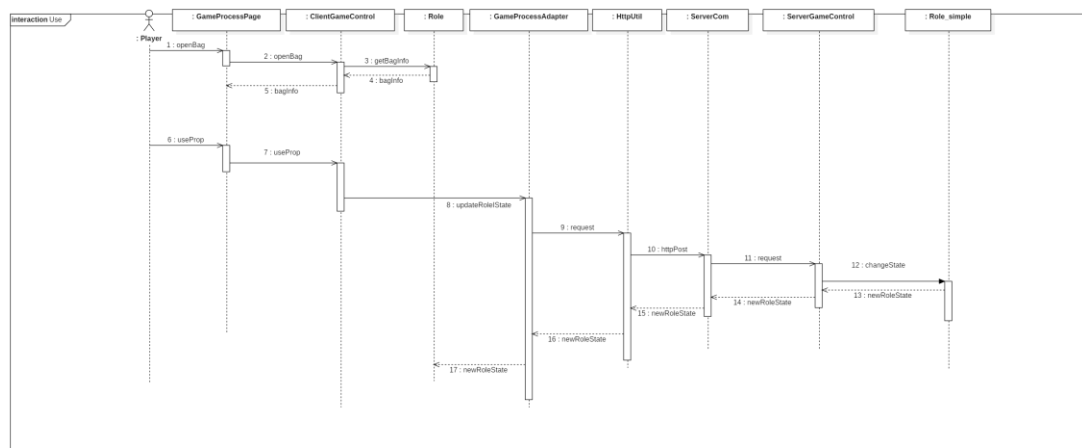 interaction Use
: GameProcessPage
: ClientGameControl
: Role
: GameProcessAdapter
: HttpUtil
: ServerCom
: ServerGameControl
: Role_simple
: Player
1 : openBag
2 : openBag
3 : getBagInfo
4 : bagInfo
5 : bagInfo
6 : useProp
7 : useProp
8 : updateRolelState
9 : request
10 : httpPost
11 : request
12 : changeState
13 : newRoleState
14 : newRoleState
15 : newRoleState
16 : newRoleState
17 : newRoleState